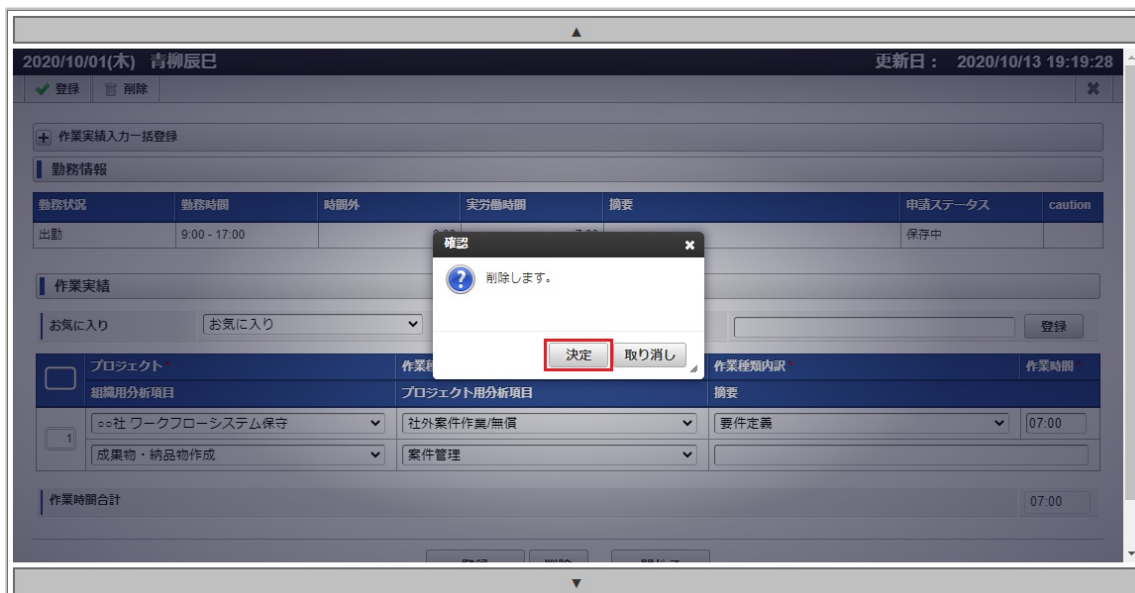 ▲
2020/10/01(木) 青柳辰巳 更新日： 2020/10/13 19:19:28
登録 削除
作業実績入力一括登録
勤務情報
勤務状況 勤務時間 時間外 実労働時間 摘要 申請ステータス caution
出勤 9:00 - 17:00 保存中
確認
削除します。
決定 取り消し
作業実績
お気に入り お気に入り 登録
プロジェクト* 作業種類内訳* 作業時間*
組織用分析項目 プロジェクト用分析項目 摘要
1 ○○社 ワークフローシステム保守 社外案件作業/無償 要件定義 07:00
成果物・納品物作成 案件管理
作業時間合計 07:00
▼